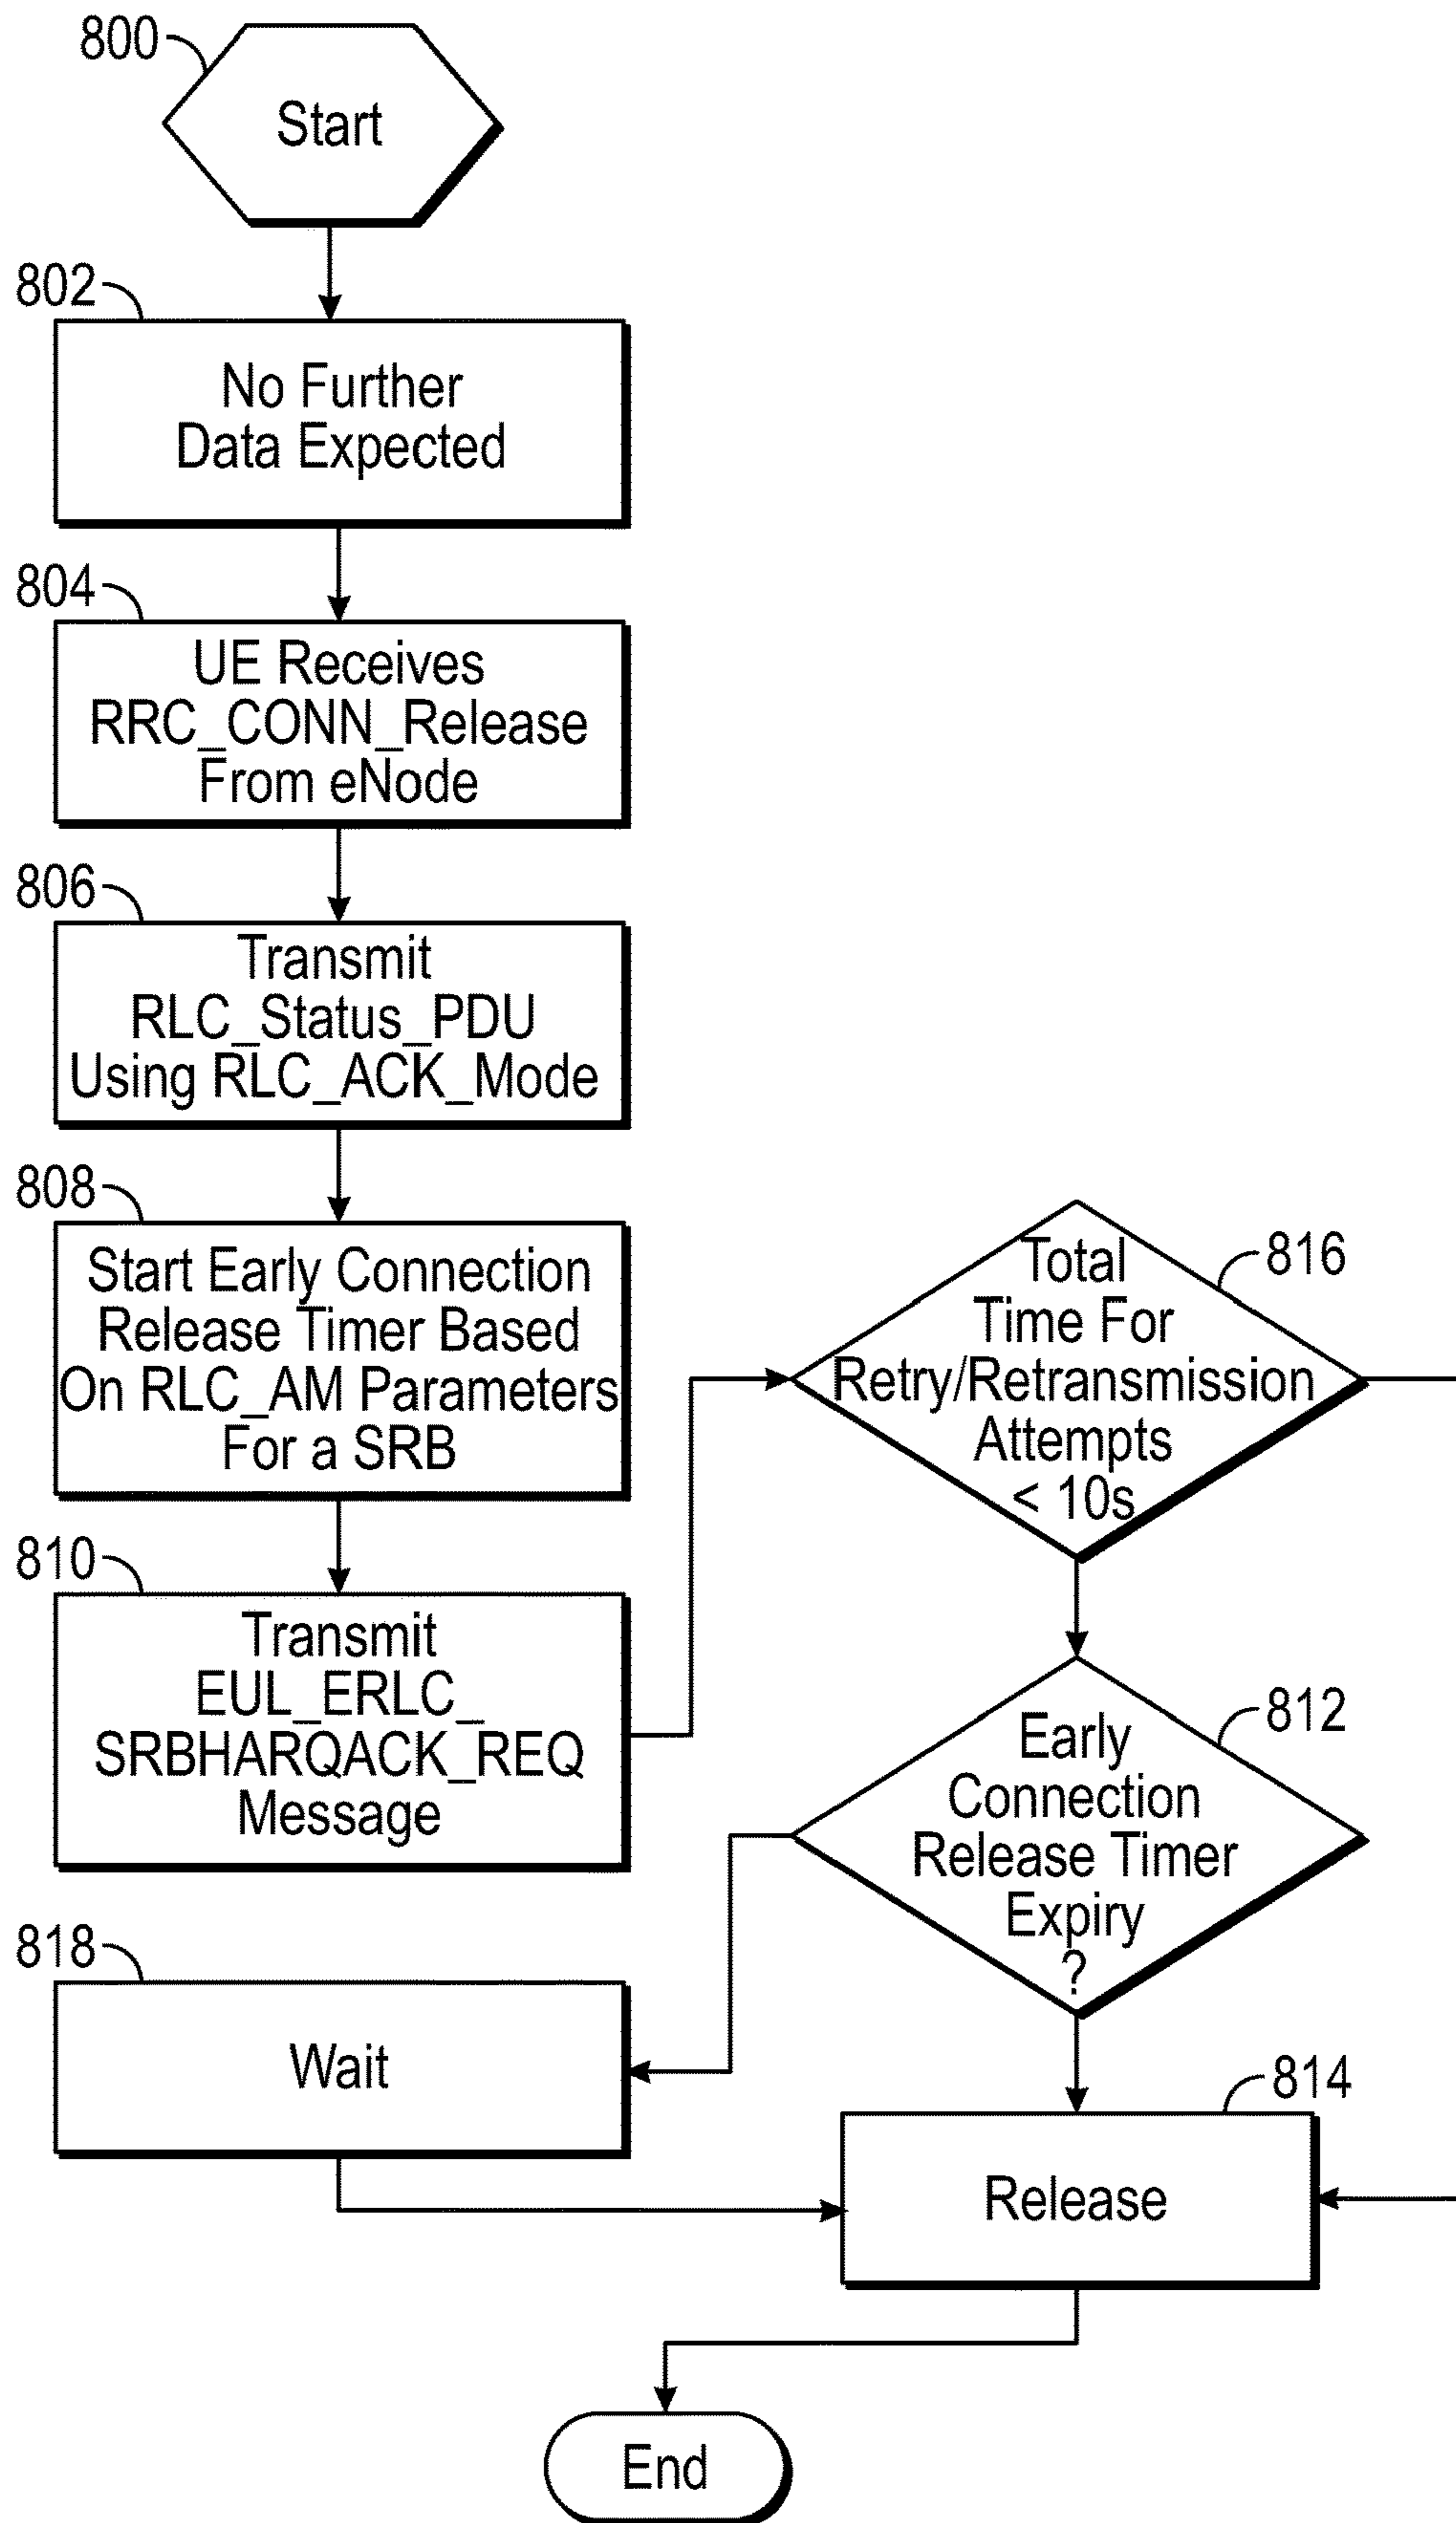 800
Start
802
No Further
Data Expected
804
UE Receives
RRC_CONN_Release
From eNode
806
Transmit
RLC_Status_PDU
Using RLC_ACK_Mode
808
Start Early Connection
Release Timer Based
On RLC_AM Parameters
For a SRB
810
Transmit
EUL_ERLC_
SRBHARQACK_REQ
Message
816
Total
Time For
Retry/Retransmission
Attempts
< 10s
812
Early
Connection
Release Timer
Expiry
?
818
Wait
814
Release
End